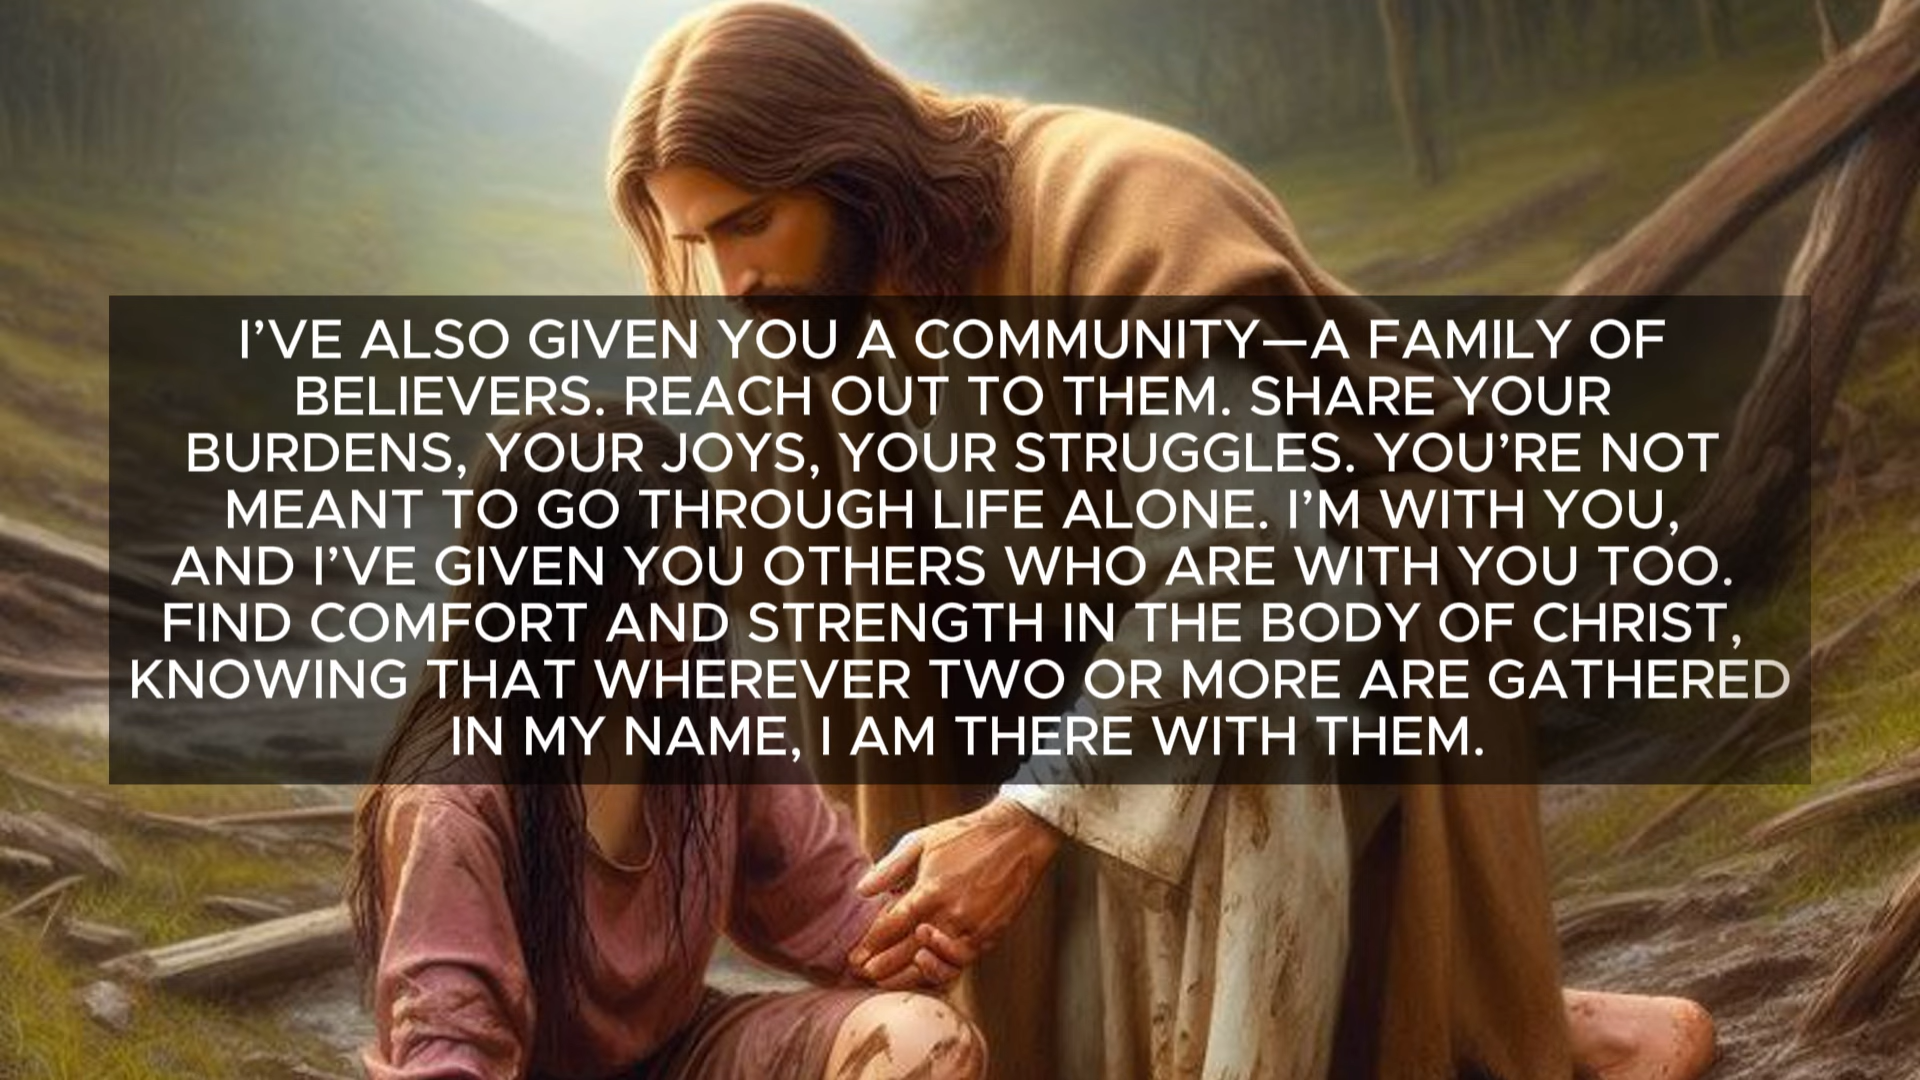 I’VE ALSO GIVEN YOU A COMMUNITY—A FAMILY OF
BELIEVERS. REACH OUT TO THEM. SHARE YOUR
BURDENS, YOUR JOYS, YOUR STRUGGLES. YOU’RE NOT
MEANT TO GO THROUGH LIFE ALONE. I’M WITH YOU,
AND I’VE GIVEN YOU OTHERS WHO ARE WITH YOU TOO.
FIND COMFORT AND STRENGTH IN THE BODY OF CHRIST,
KNOWING THAT WHEREVER TWO OR MORE ARE GATHERED
IN MY NAME, I AM THERE WITH THEM.